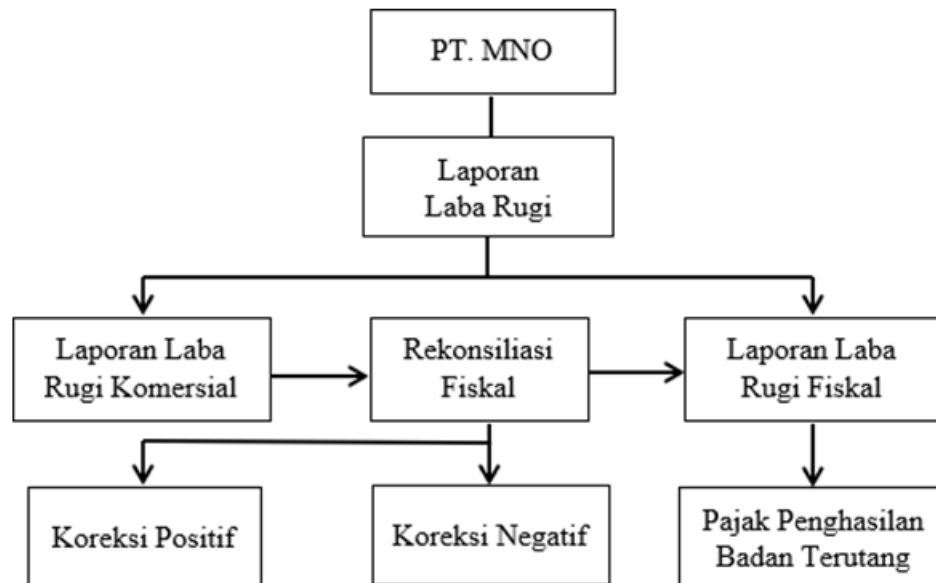 PT. MNO
Laporan
Laba Rugi
Laporan Laba
Rugi Komersial
Rekonsiliasi
Fiskal
Laporan Laba
Rugi Fiskal
Koreksi Positif
Koreksi Negatif
Pajak Penghasilan
Badan Terutang